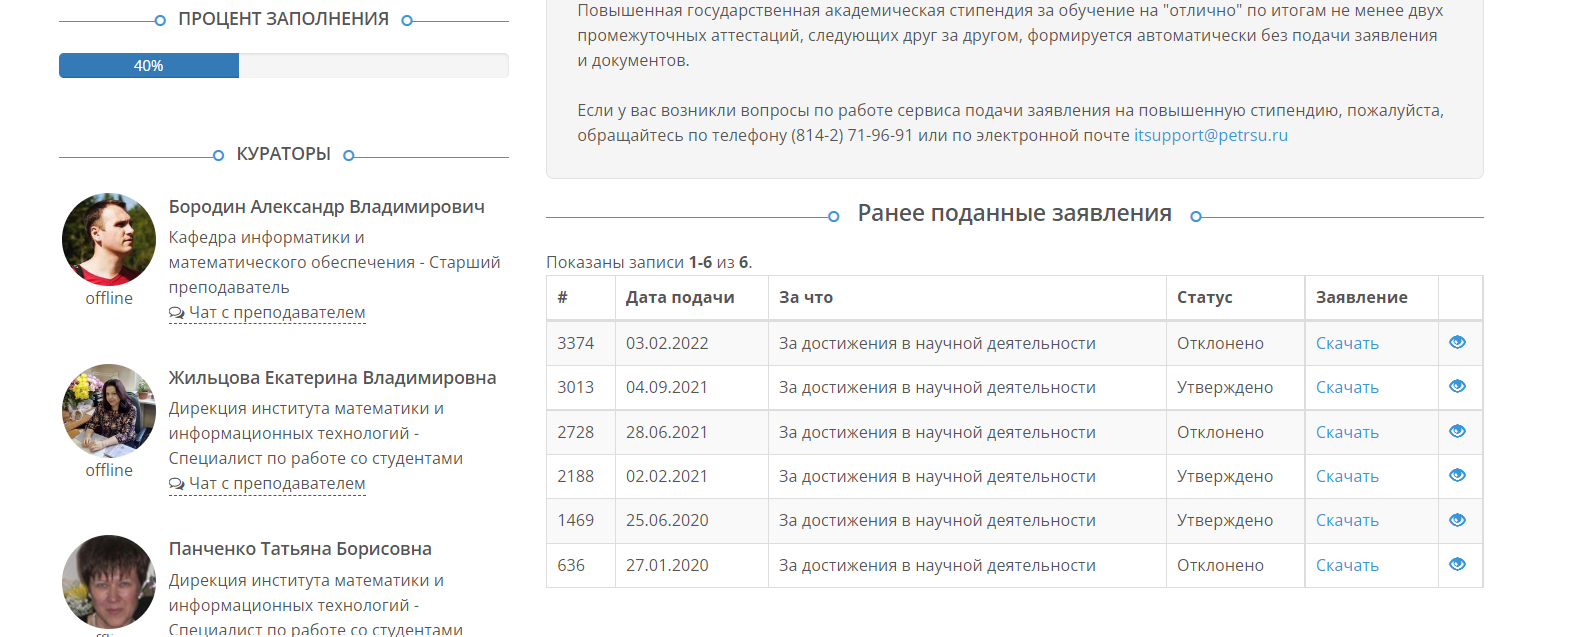 ПРОЦЕНТ ЗАПОЛНЕНИЯ
40%
КУРАТОРЫ
Бородин Александр Владимирович
Кафедра информатики и
математического обеспечения - Старший
преподаватель
offline
Чат с преподавателем
Жильцова Екатерина Владимировна
Дирекция института математики и
информационных технологий -
Специалист по работе со студентами
offline
Чат с преподавателем
Панченко Татьяна Борисовна
Дирекция института математики и
информационных технологий -
Специалист по работе со студентами
Повышенная государственная академическая стипендия за обучение на "отлично" по итогам не менее двух
промежуточных аттестаций, следующих друг за другом, формируется автоматически без подачи заявления
и документов.
Если у вас возникли вопросы по работе сервиса подачи заявления на повышенную стипендию, пожалуйста,
обращайтесь по телефону (814-2) 71-96-91 или по электронной почте itsupport@petrsu.ru
Ранее поданные заявления
Показаны записи 1-6 из 6.
# Дата подачи За что Статус Заявление
3374 03.02.2022 За достижения в научной деятельности Отклонено Скачать
3013 04.09.2021 За достижения в научной деятельности Утверждено Скачать
2728 28.06.2021 За достижения в научной деятельности Отклонено Скачать
2188 02.02.2021 За достижения в научной деятельности Утверждено Скачать
1469 25.06.2020 За достижения в научной деятельности Утверждено Скачать
636 27.01.2020 За достижения в научной деятельности Отклонено Скачать